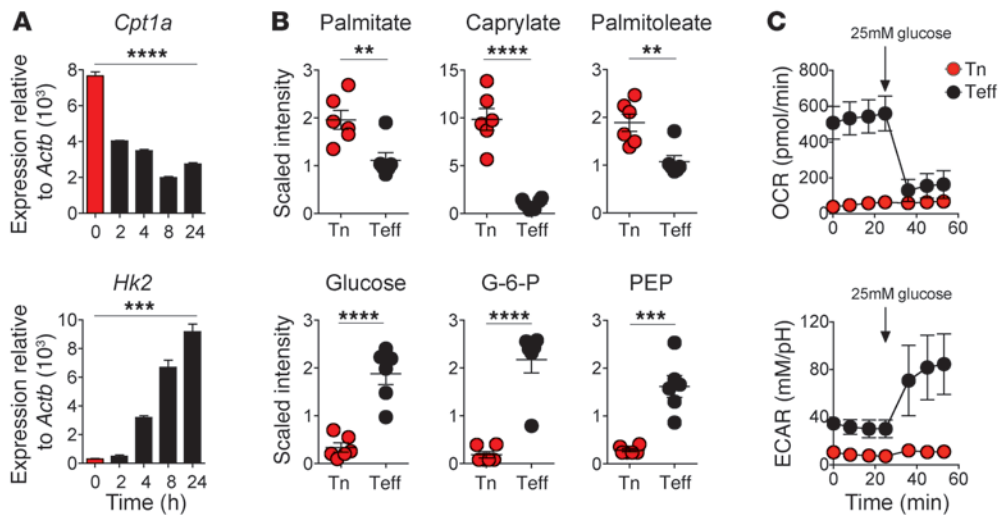 A
Cpt1a
****
Expression relative
to Actb (10³)
8
6
4
2
0
0 2 4 8 24
Hk2
***
Expression relative
to Actb (10³)
10
8
6
4
2
0
0 2 4 8 24
Time (h)
B
Palmitate
**
Scaled intensity
3
2
1
0
Tn Teff
Caprylate
****
15
10
5
0
Tn Teff
Palmitoleate
**
3
2
1
0
Tn Teff
Glucose
****
Scaled intensity
3
2
1
0
Tn Teff
G-6-P
****
3
2
1
0
Tn Teff
PEP
***
3
2
1
0
Tn Teff
C
25mM glucose
Tn
Teff
OCR (pmol/min)
800
600
400
200
0
0 20 40 60
25mM glucose
ECAR (mM/pH)
120
80
40
0
0 20 40 60
Time (min)